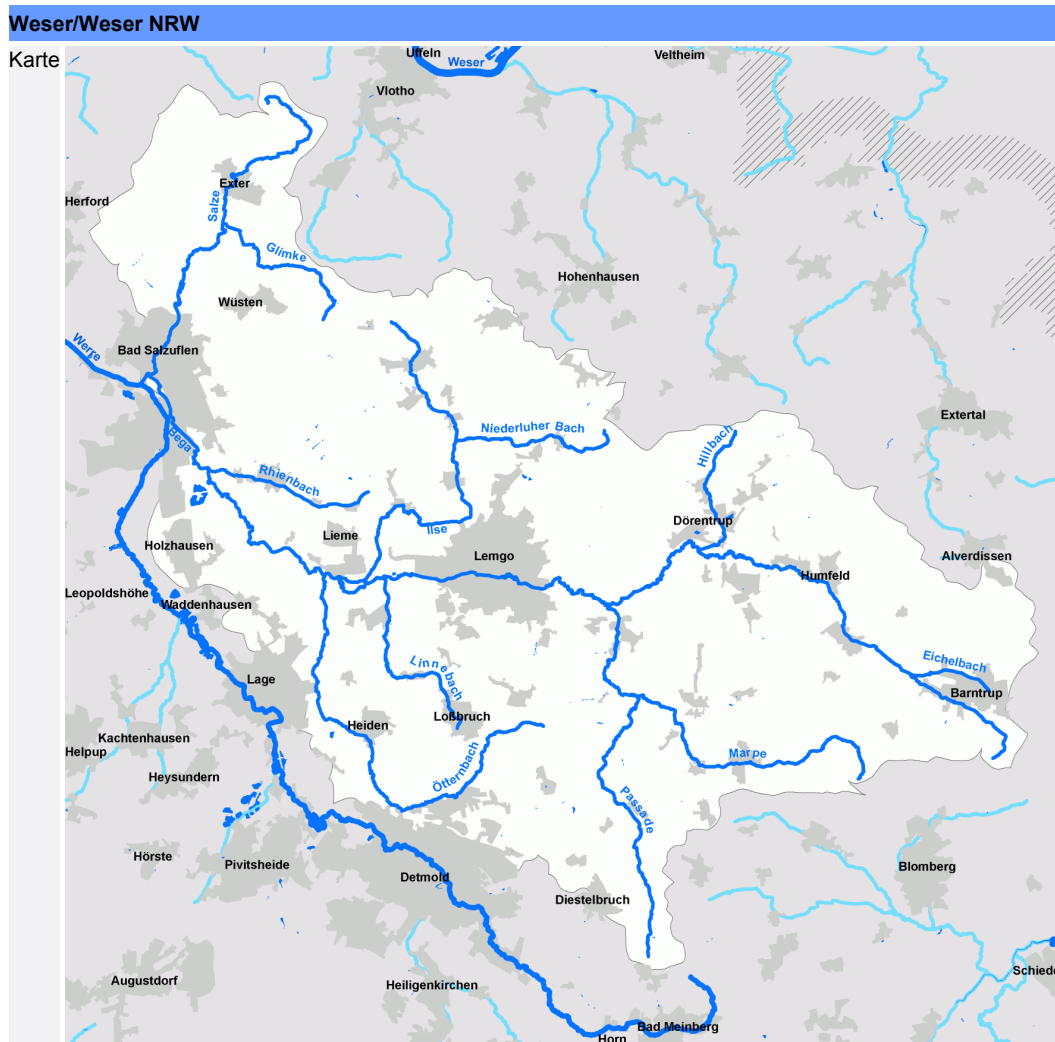 Weser/Weser NRW
Karte
Uffeln
Weser
Veltheim
Vlotho
Exter
Salze
Herford
Glimke
Hohenhausen
Wüsten
Werre
Bad Salzuflen
Extertal
Bega
Niederluher Bach
Hillbach
Rhienbach
Ilse
Dörentrup
Lieme
Holzhausen
Lemgo
Alverdissen
Humfeld
Leopoldshöhe
Waddenhausen
Linnebach
Eichelbach
Lage
Barntrup
Heiden
Loßbruch
Kachtenhausen
Helpup
Marpe
Heysundern
Ötternbach
Passade
Hörste
Pivitsheide
Detmold
Blomberg
Diestelbruch
Augustdorf
Heiligenkirchen
Schiede
Bad Meinberg
Horn